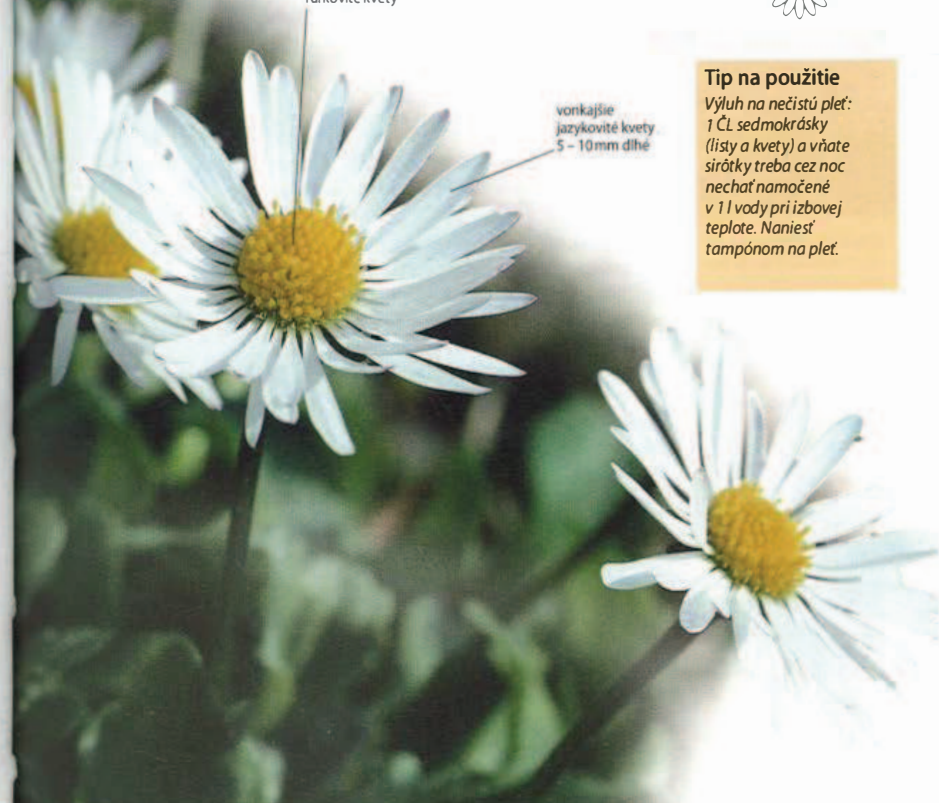 kvety
vonkajšie
jazykovité kvety
5 – 10 mm dlhé
Tip na použitie
Výluh na nečistú pleť:
1 ČL sedmokrásky
(listy a kvety) a vňate
sirôtky treba cez noc
nechať namočené
v 1 l vody pri izbovej
teplote. Naniesť
tampónom na pleť.